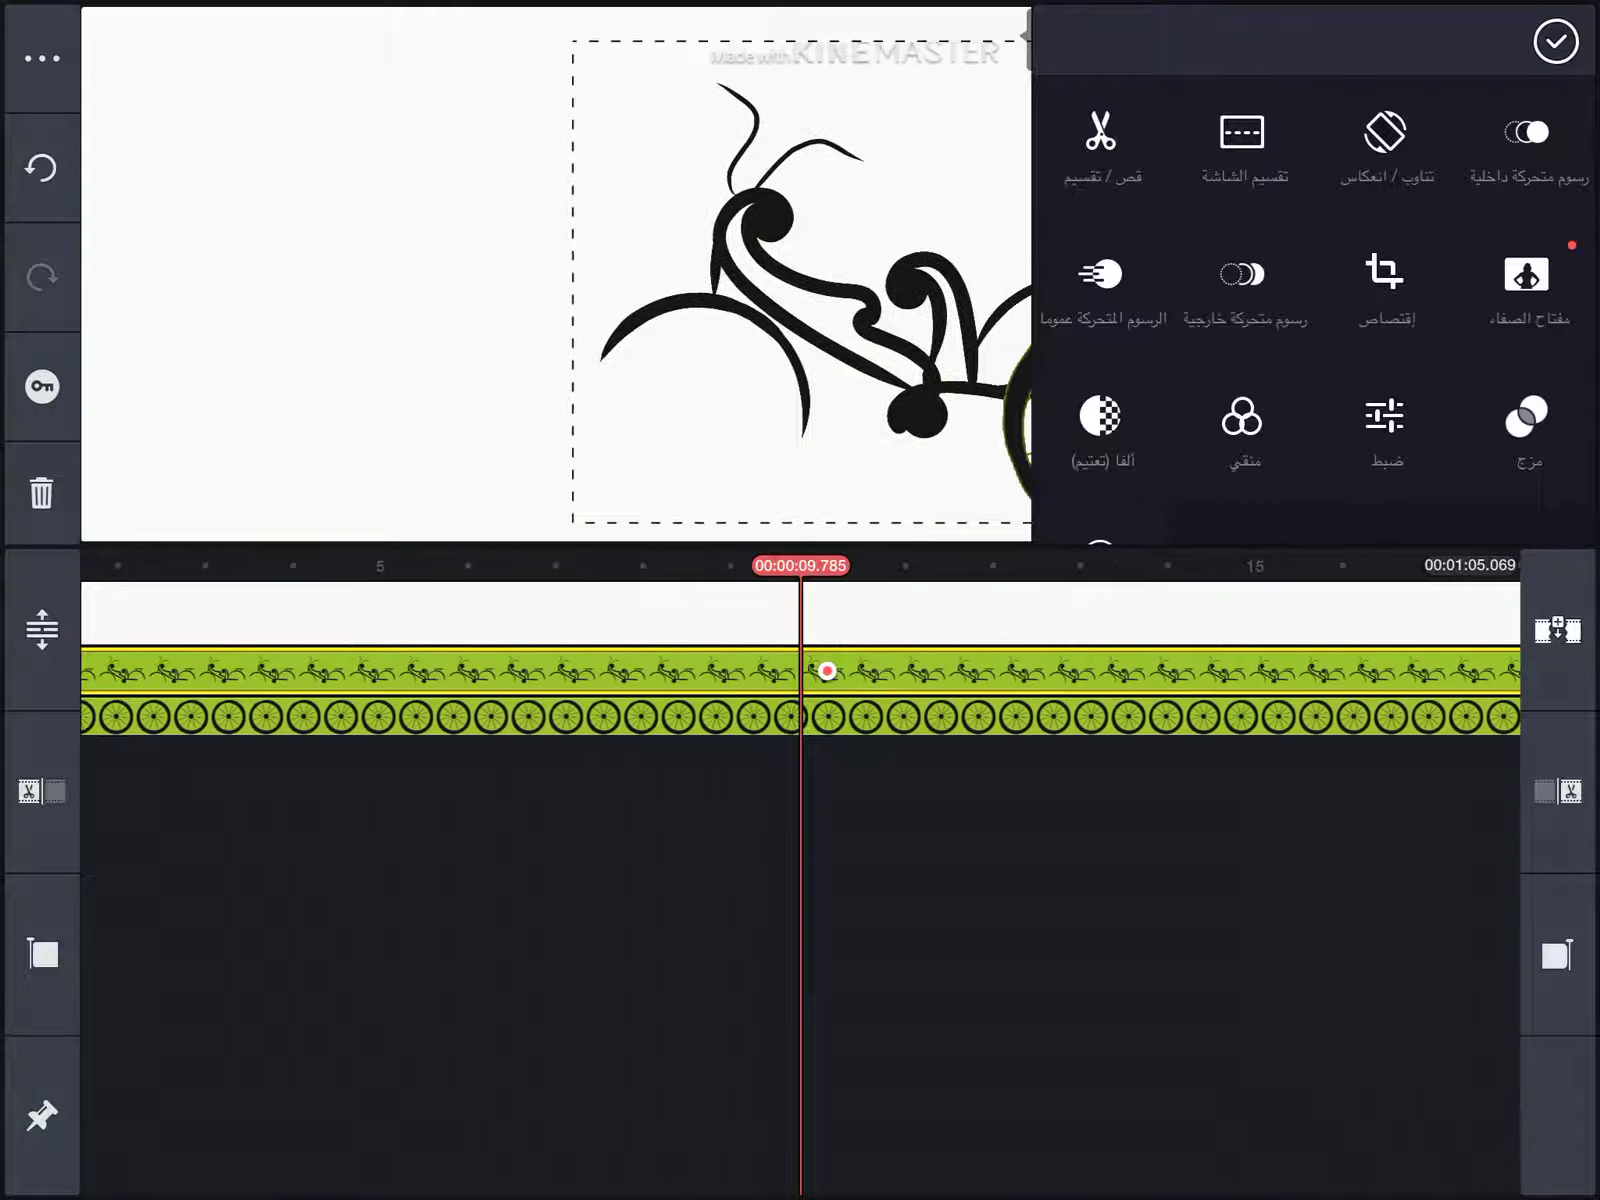 Made with KINEMASTER
قص / تقسيم
تقسيم الشاشة
تناوب / انعكاس
رسوم متحركة داخلية
الرسوم المتحركة عموما
رسوم متحركة خارجية
إقتصاص
مفتاح الصفاء
ألفا (تعتيم)
منقي
ضبط
مزج
5
00:00:09.785
15
00:01:05.069